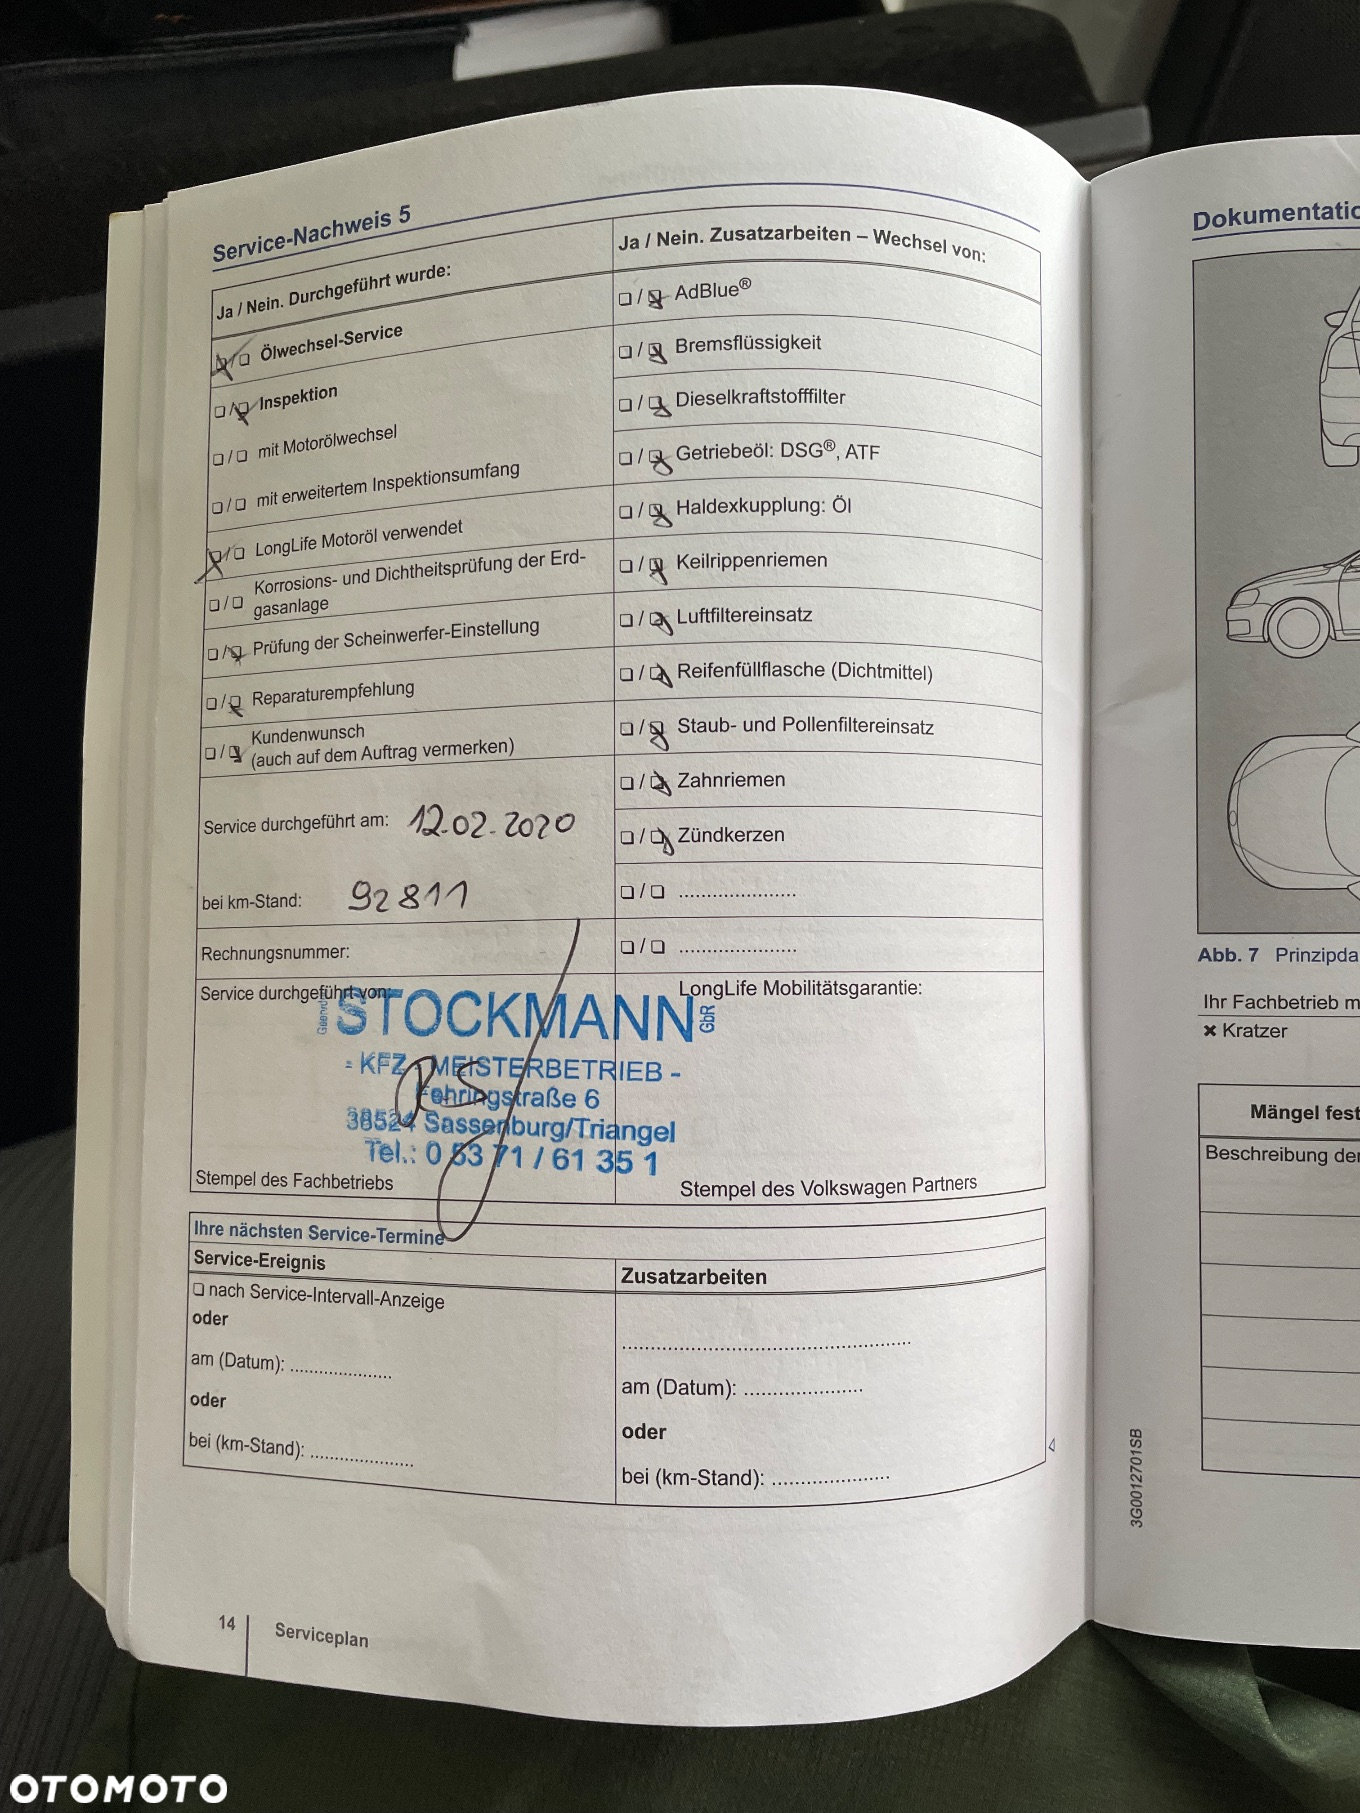 Service-Nachweis 5
Ja / Nein. Durchgeführt wurde:
❏/❏ Ölwechsel-Service
❏/❏ Inspektion
❏/❏ mit Motorölwechsel
❏/❏ mit erweitertem Inspektionsumfang
❏/❏ LongLife Motoröl verwendet
❏/❏ Korrosions- und Dichtheitsprüfung der Erd-
gasanlage
❏/❏ Prüfung der Scheinwerfer-Einstellung
❏/❏ Reparaturempfehlung
❏/❏ Kundenwunsch
(auch auf dem Auftrag vermerken)
Service durchgeführt am: 12.02.2020
bei km-Stand: 92811
Rechnungsnummer:
Service durchgeführt von:
STOCKMANN GbR
- KFZ - MEISTERBETRIEB -
Fehringstraße 6
38524 Sassenburg/Triangel
Tel.: 0 53 71 / 61 35 1
Stempel des Fachbetriebs
Ja / Nein. Zusatzarbeiten – Wechsel von:
❏/❏ AdBlue®
❏/❏ Bremsflüssigkeit
❏/❏ Dieselkraftstofffilter
❏/❏ Getriebeöl: DSG®, ATF
❏/❏ Haldexkupplung: Öl
❏/❏ Keilrippenriemen
❏/❏ Luftfiltereinsatz
❏/❏ Reifenfüllflasche (Dichtmittel)
❏/❏ Staub- und Pollenfiltereinsatz
❏/❏ Zahnriemen
❏/❏ Zündkerzen
❏/❏ .....................
❏/❏ .....................
LongLife Mobilitätsgarantie:
Stempel des Volkswagen Partners
Ihre nächsten Service-Termine
Service-Ereignis
❏ nach Service-Intervall-Anzeige
oder
am (Datum): .....................
oder
bei (km-Stand): .....................
Zusatzarbeiten
.....................................................
am (Datum): .....................
oder
bei (km-Stand): .....................
14 Serviceplan
3G0012701SB
Dokumentatio
Abb. 7 Prinzipda
Ihr Fachbetrieb m
✖ Kratzer
Mängel fest
Beschreibung der
OTOMOTO